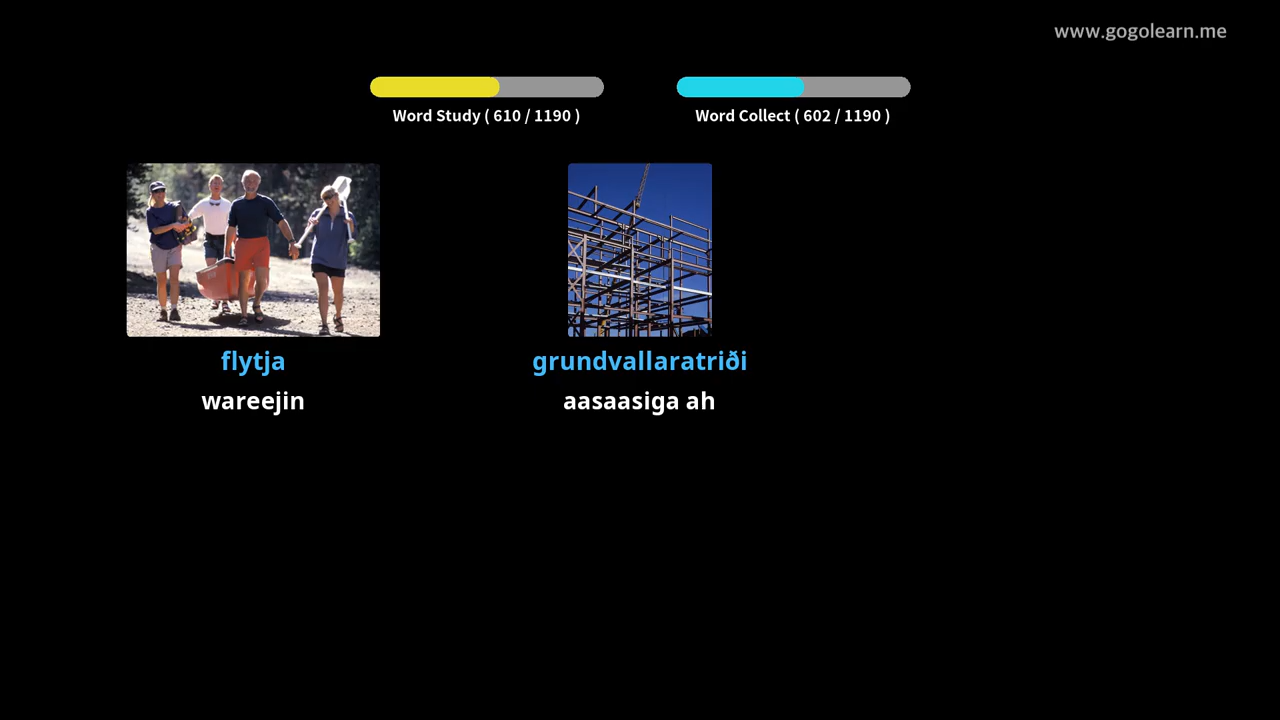 www.gogolearn.me
Word Study ( 610 / 1190 )
Word Collect ( 602 / 1190 )
flytja
wareejin
grundvallaratriði
aasaasiga ah